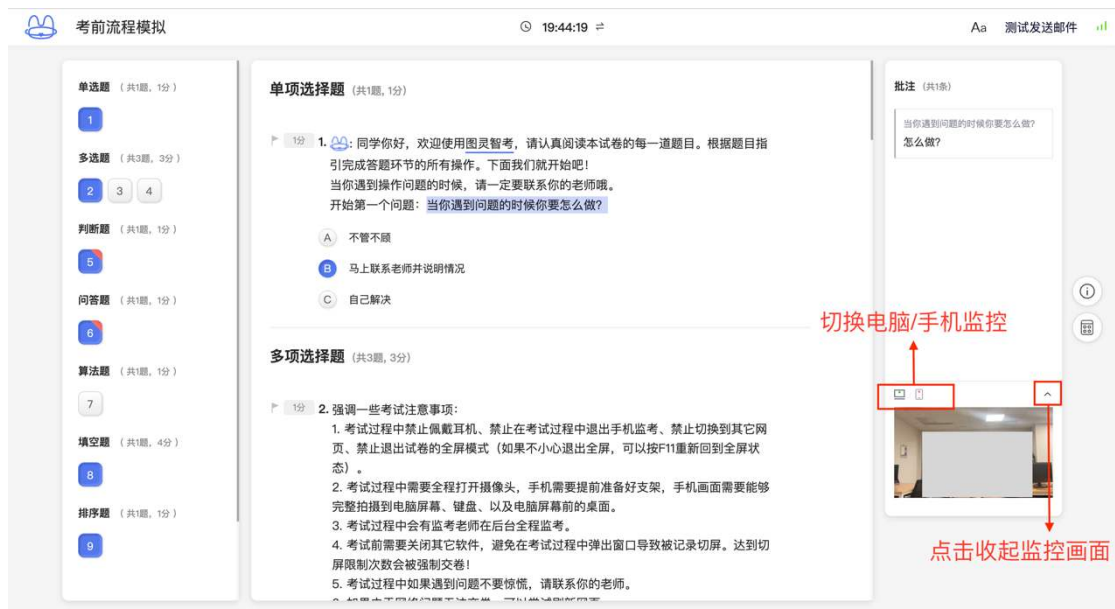 考前流程模拟
19:44:19
Aa 测试发送邮件
单选题 (共1题, 1分)
1
多选题 (共3题, 3分)
2 3 4
判断题 (共1题, 1分)
5
问答题 (共1题, 1分)
6
算法题 (共1题, 1分)
7
填空题 (共1题, 4分)
8
排序题 (共1题, 1分)
9
单项选择题 (共1题, 1分)
1分 1. : 同学你好，欢迎使用图灵智考，请认真阅读本试卷的每一道题目。根据题目指
引完成答题环节的所有操作。下面我们就开始吧!
当你遇到操作问题的时候，请一定要联系你的老师哦。
开始第一个问题：当你遇到问题的时候你要怎么做?
A 不管不顾
B 马上联系老师并说明情况
C 自己解决
多项选择题 (共3题, 3分)
1分 2. 强调一些考试注意事项:
1. 考试过程中禁止佩戴耳机、禁止在考试过程中退出手机监考、禁止切换到其它网
页、禁止退出试卷的全屏模式（如果不小心退出全屏，可以按F11重新回到全屏状
态）。
2. 考试过程中需要全程打开摄像头，手机需要提前准备好支架，手机画面需要能够
完整拍摄到电脑屏幕、键盘、以及电脑屏幕前的桌面。
3. 考试过程中会有监考老师在后台全程监考。
4. 考试前需要关闭其它软件，避免在考试过程中弹出窗口导致被记录切屏。达到切
屏限制次数会被强制交卷!
5. 考试过程中如果遇到问题不要惊慌，请联系你的老师。
批注 (共1条)
当你遇到问题的时候你要怎么做?
怎么做?
切换电脑/手机监控
点击收起监控画面